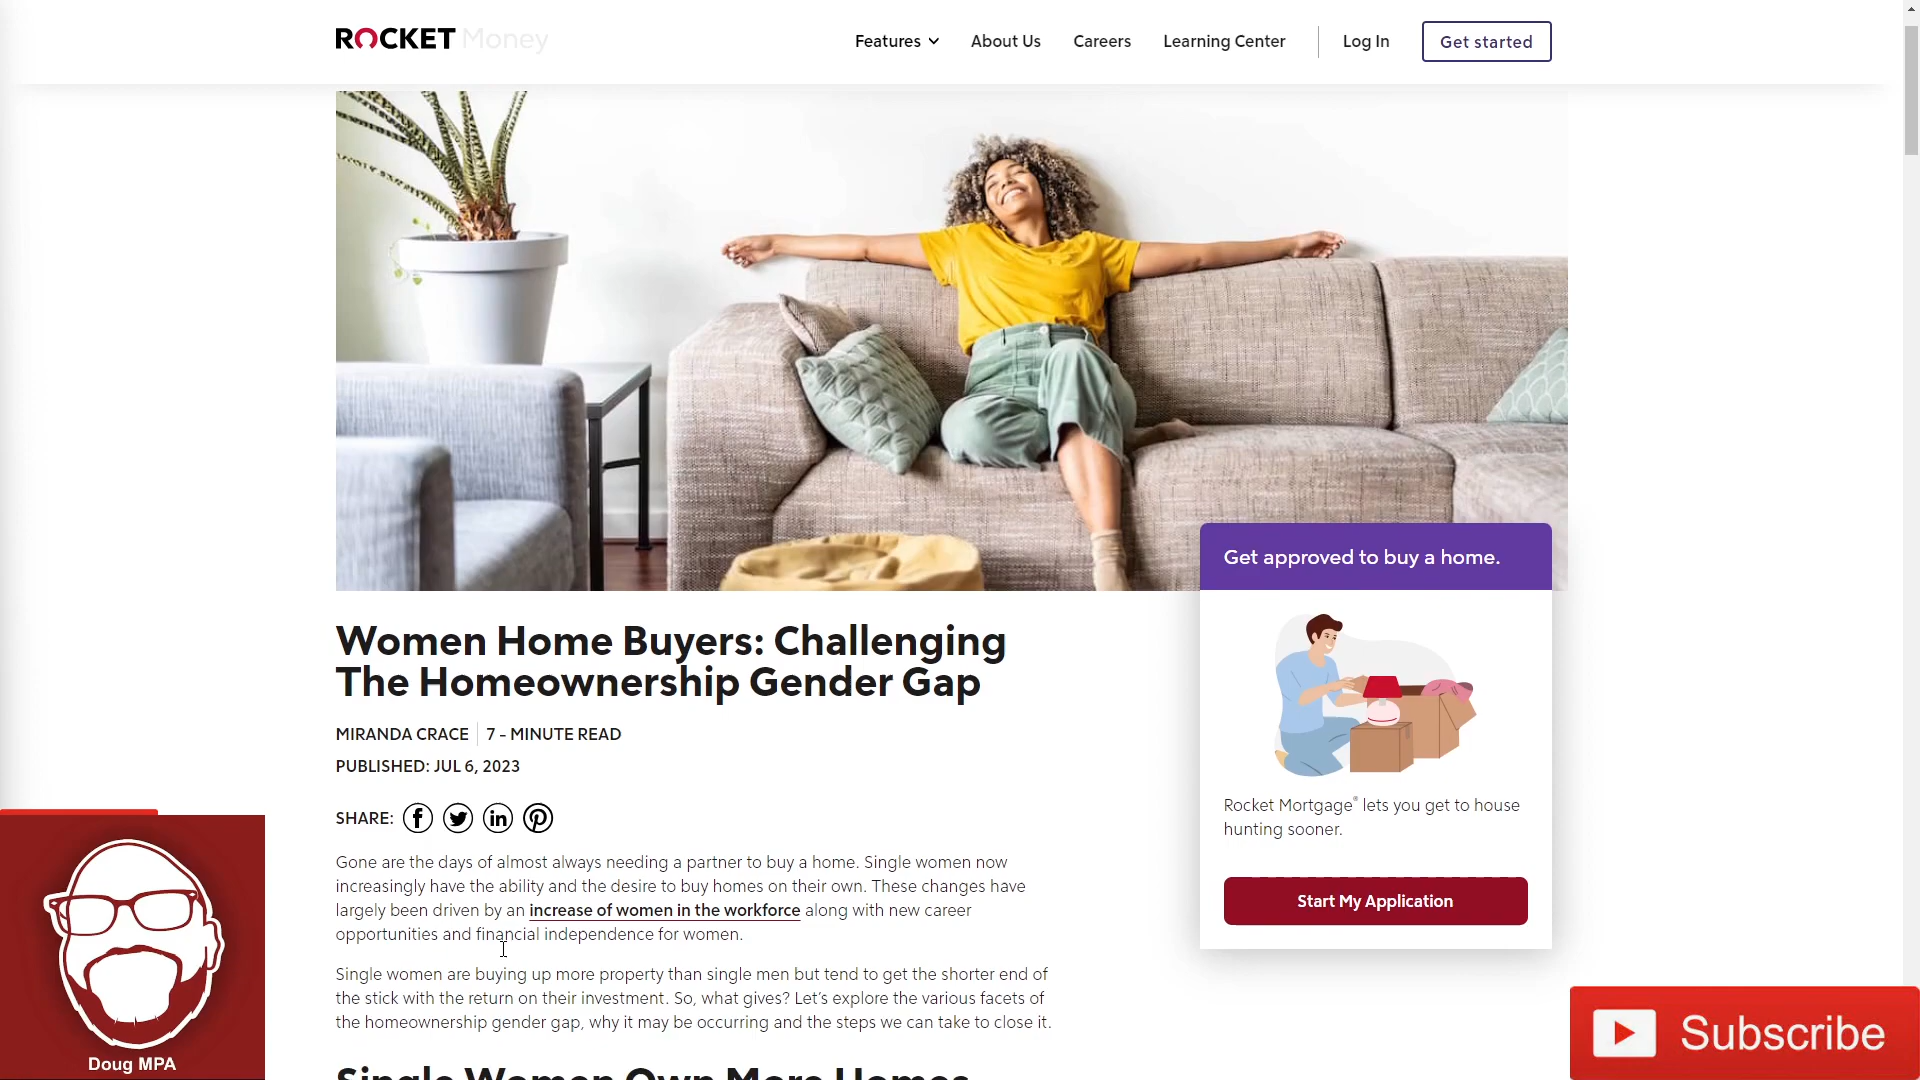 ROCKET Money
Features
About Us
Careers
Learning Center
Log In
Get started
Get approved to buy a home.
Women Home Buyers: Challenging
The Homeownership Gender Gap
MIRANDA CRACE
7 - MINUTE READ
PUBLISHED: JUL 6, 2023
SHARE:
Rocket Mortgage® lets you get to house
hunting sooner.
Start My Application
Gone are the days of almost always needing a partner to buy a home. Single women now
increasingly have the ability and the desire to buy homes on their own. These changes have
largely been driven by an increase of women in the workforce along with new career
opportunities and financial independence for women.
Single women are buying up more property than single men but tend to get the shorter end of
the stick with the return on their investment. So, what gives? Let's explore the various facets of
the homeownership gender gap, why it may be occurring and the steps we can take to close it.
Single Women Own More Homes
Doug MPA
Subscribe